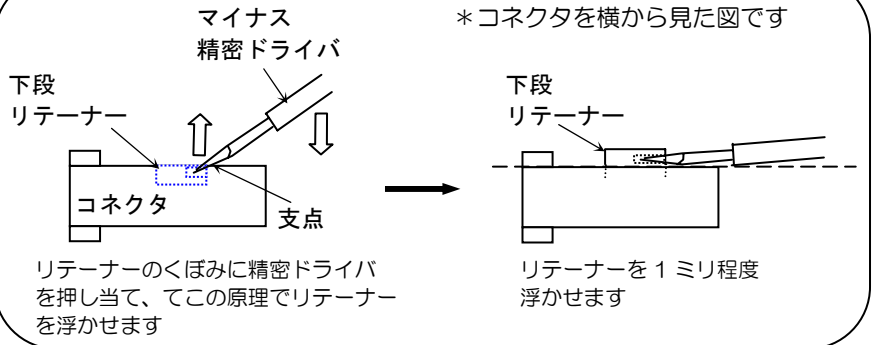 マイナス
精密ドライバ
＊コネクタを横から見た図です
下段
リテーナー
コネクタ
支点
リテーナーのくぼみに精密ドライバ
を押し当て、てこの原理でリテーナー
を浮かせます
下段
リテーナー
リテーナーを 1 ミリ程度
浮かせます